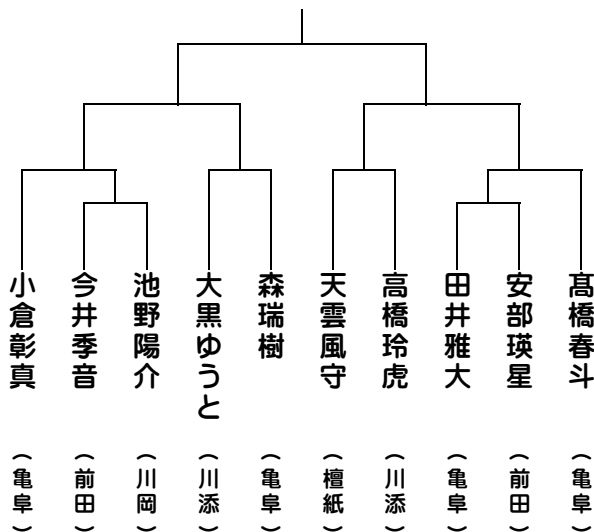 小倉彰真（亀阜）
今井季音（前田）
池野陽介（川岡）
大黒ゆうと（川添）
森瑞樹（亀阜）
天雲風守（檀紙）
高橋玲虎（川添）
田井雅大（亀阜）
安部瑛星（前田）
髙橋春斗（亀阜）